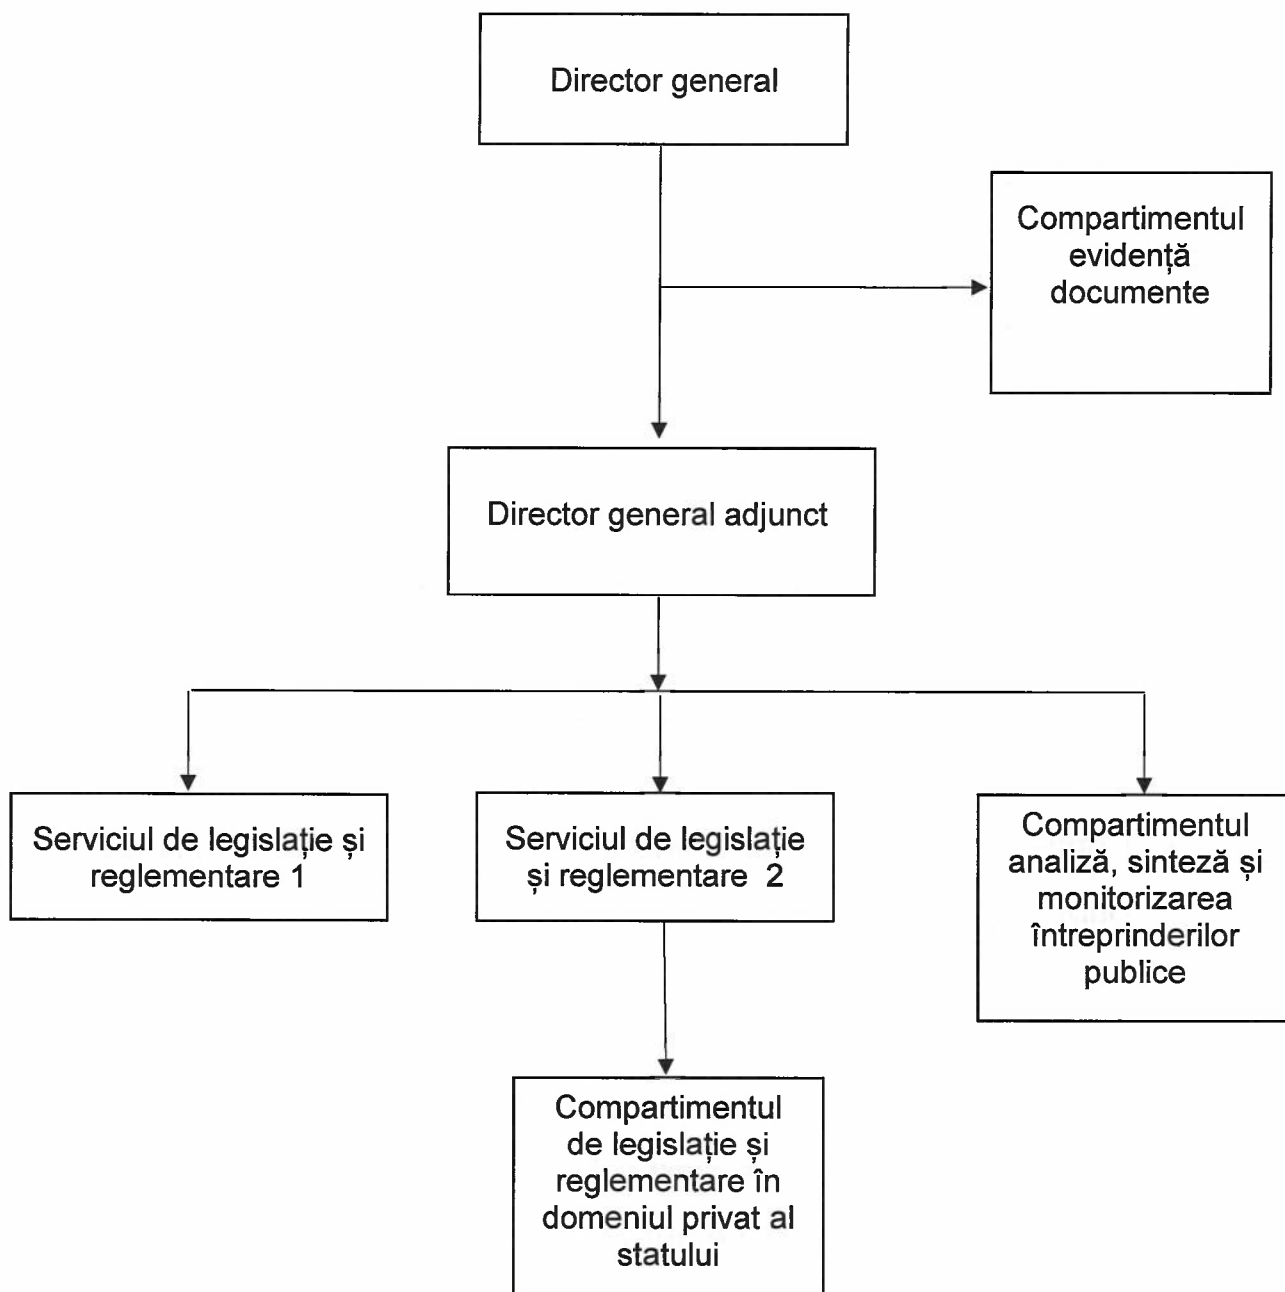 Director general
Compartimentul
evidență
documente
Director general adjunct
Serviciul de legislație și
reglementare 1
Serviciul de legislație
și reglementare 2
Compartimentul
analiză, sinteză și
monitorizarea
întreprinderilor
publice
Compartimentul
de legislație și
reglementare în
domeniul privat al
statului